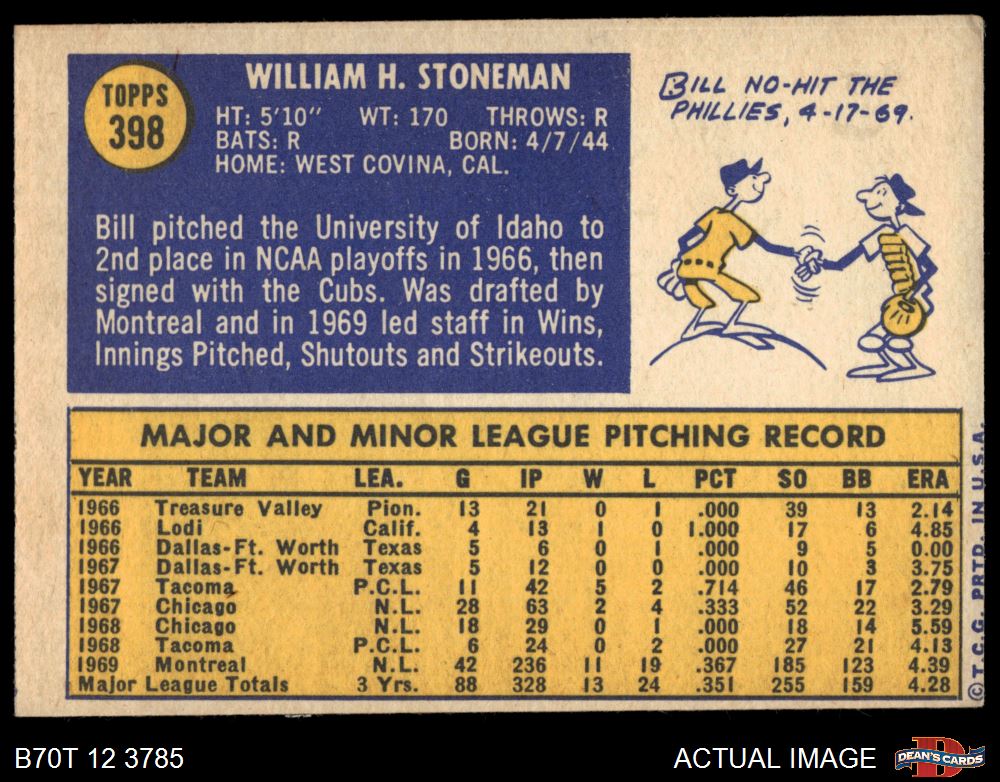 TOPPS
398
WILLIAM H. STONEMAN
HT: 5'10" WT: 170 THROWS: R
BATS: R BORN: 4/7/44
HOME: WEST COVINA, CAL.
Bill pitched the University of Idaho to
2nd place in NCAA playoffs in 1966, then
signed with the Cubs. Was drafted by
Montreal and in 1969 led staff in Wins,
Innings Pitched, Shutouts and Strikeouts.
BILL NO-HIT THE
PHILLIES, 4-17-69.
MAJOR AND MINOR LEAGUE PITCHING RECORD
YEAR TEAM LEA. G IP W L PCT SO BB ERA
1966 Treasure Valley Pion. 13 21 0 1 .000 39 13 2.14
1966 Lodi Calif. 4 13 1 0 1.000 17 6 4.85
1966 Dallas-Ft. Worth Texas 5 6 0 1 .000 9 5 0.00
1967 Dallas-Ft. Worth Texas 5 12 0 0 .000 10 3 3.75
1967 Tacoma P.C.L. 11 42 5 2 .714 46 17 2.79
1967 Chicago N.L. 28 63 2 4 .333 52 22 3.29
1968 Chicago N.L. 18 29 0 1 .000 18 14 5.59
1968 Tacoma P.C.L. 6 24 0 2 .000 27 21 4.13
1969 Montreal N.L. 42 236 11 19 .367 185 123 4.39
Major League Totals 3 Yrs. 88 328 13 24 .351 255 159 4.28
© T.C.G. PRTD. IN U.S.A.
B70T 12 3785
ACTUAL IMAGE
D
DEAN'S CARDS